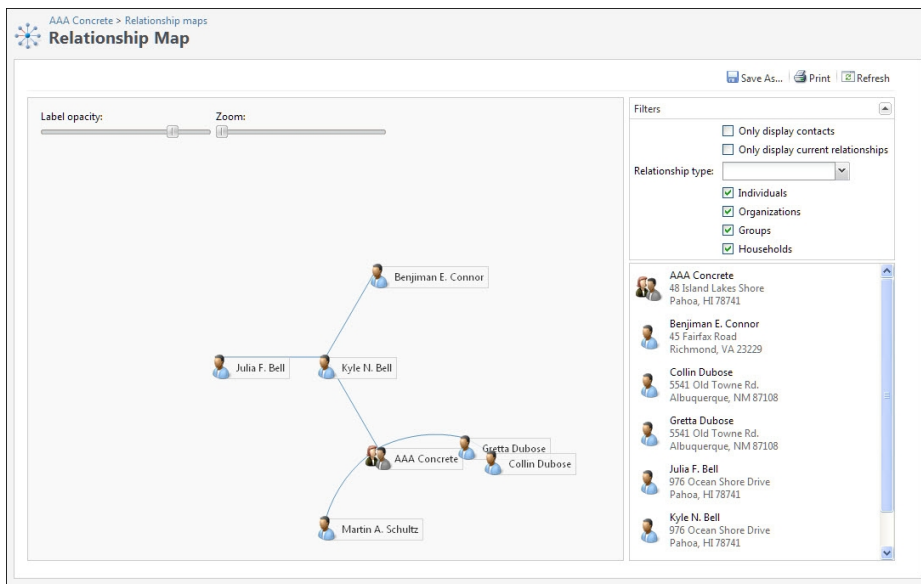 AAA Concrete > Relationship maps
Relationship Map
Save As... Print Refresh
Label opacity: Zoom:
Filters
Only display contacts
Only display current relationships
Relationship type:
Individuals
Organizations
Groups
Households
Benjiman E. Connor
Julia F. Bell
Kyle N. Bell
AAA Concrete
Gretta Dubose
Collin Dubose
Martin A. Schultz
AAA Concrete
48 Island Lakes Shore
Pahoa, HI 78741
Benjiman E. Connor
45 Fairfax Road
Richmond, VA 23229
Collin Dubose
5541 Old Towne Rd.
Albuquerque, NM 87108
Gretta Dubose
5541 Old Towne Rd.
Albuquerque, NM 87108
Julia F. Bell
976 Ocean Shore Drive
Pahoa, HI 78741
Kyle N. Bell
976 Ocean Shore Drive
Pahoa, HI 78741